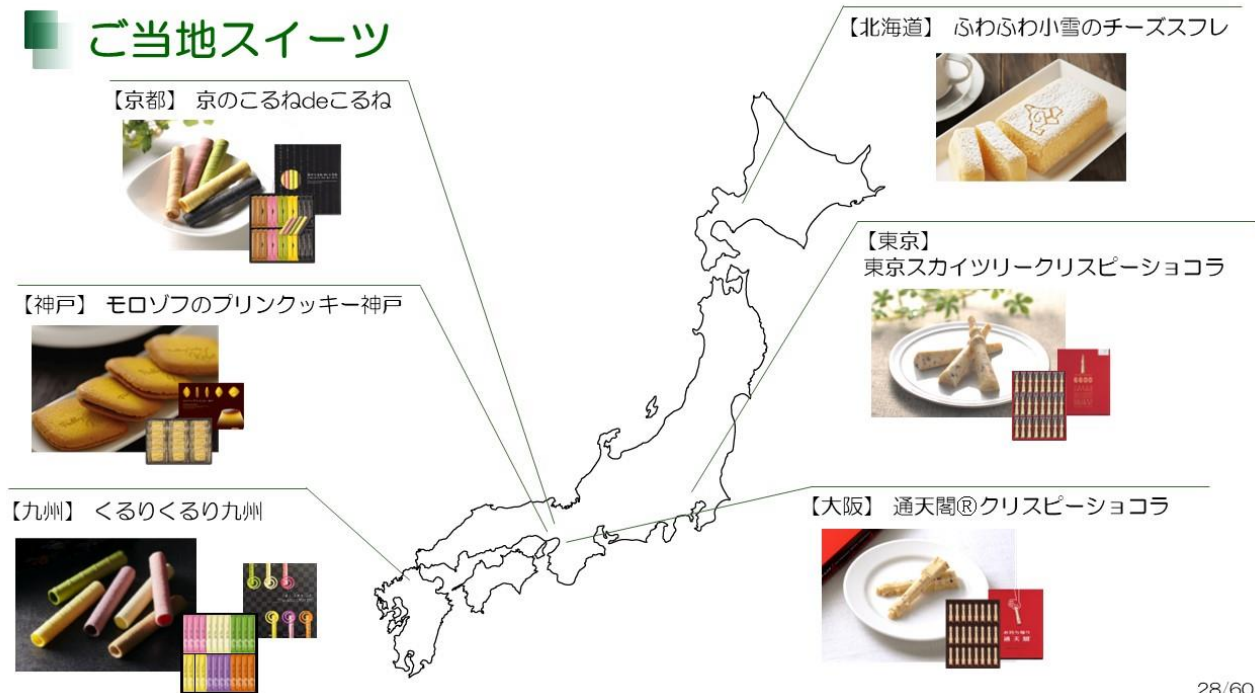 ご当地スイーツ
【北海道】 ふわふわ小雪のチーズスフレ
【京都】 京のこるねdeこるね
【東京】
東京スカイツリークリスピーショコラ
【神戸】 モロゾフのプリンクッキー神戸
【九州】 くるりくるり九州
【大阪】 通天閣®クリスピーショコラ
通天閣
28/60